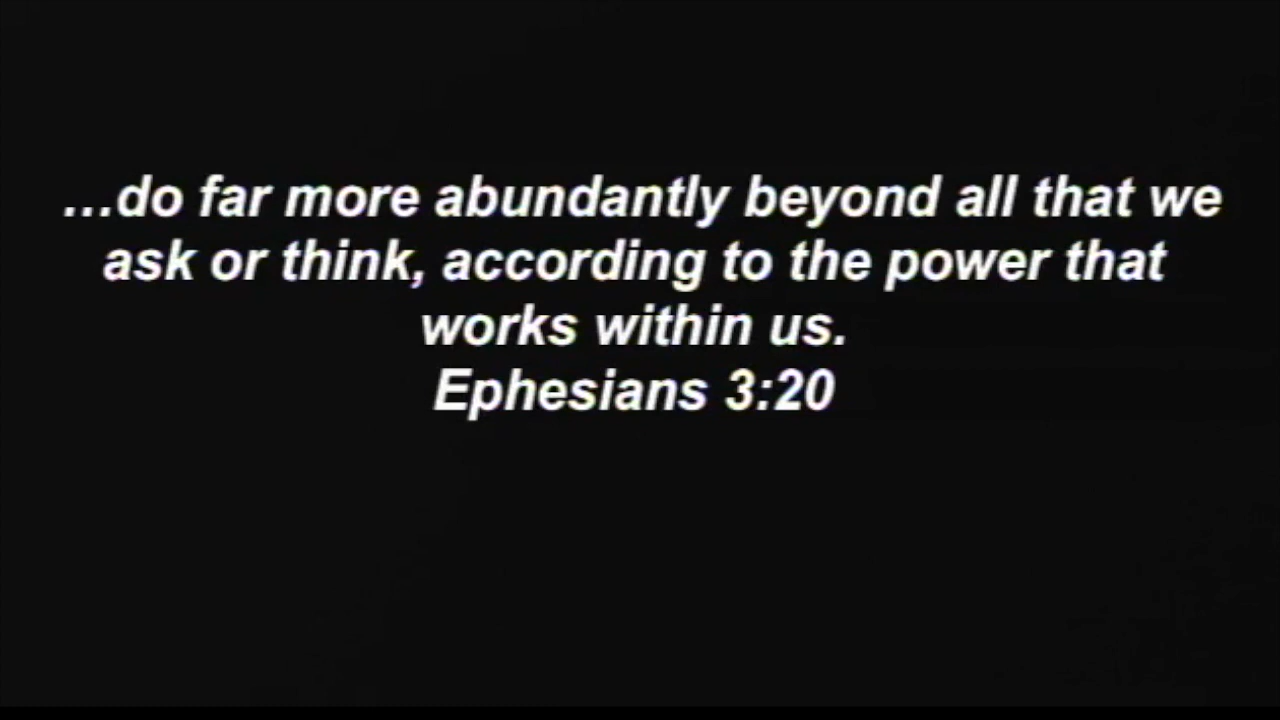 ...do far more abundantly beyond all that we
ask or think, according to the power that
works within us.
Ephesians 3:20